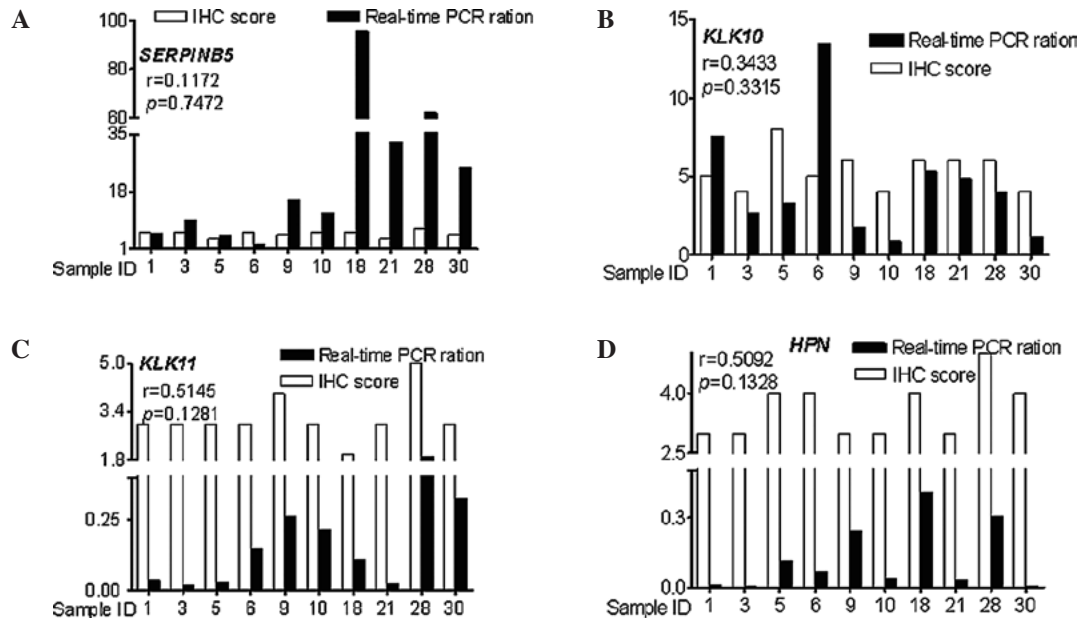 A
IHC score Real-time PCR ration
SERPINB5
r=0.1172
p=0.7472
100
80
60
35
18
1
Sample ID 1 3 5 6 9 10 18 21 28 30
B
KLK10
r=0.3433
p=0.3315
Real-time PCR ration
IHC score
15
10
5
0
Sample ID 1 3 5 6 9 10 18 21 28 30
C
KLK11
r=0.5145
p=0.1281
Real-time PCR ration
IHC score
5.0
3.4
1.8
0.25
0.00
Sample ID 1 3 5 6 9 10 18 21 28 30
D
HPN
r=0.5092
p=0.1328
Real-time PCR ration
IHC score
4.0
2.5
0.3
0.0
Sample ID 1 3 5 6 9 10 18 21 28 30